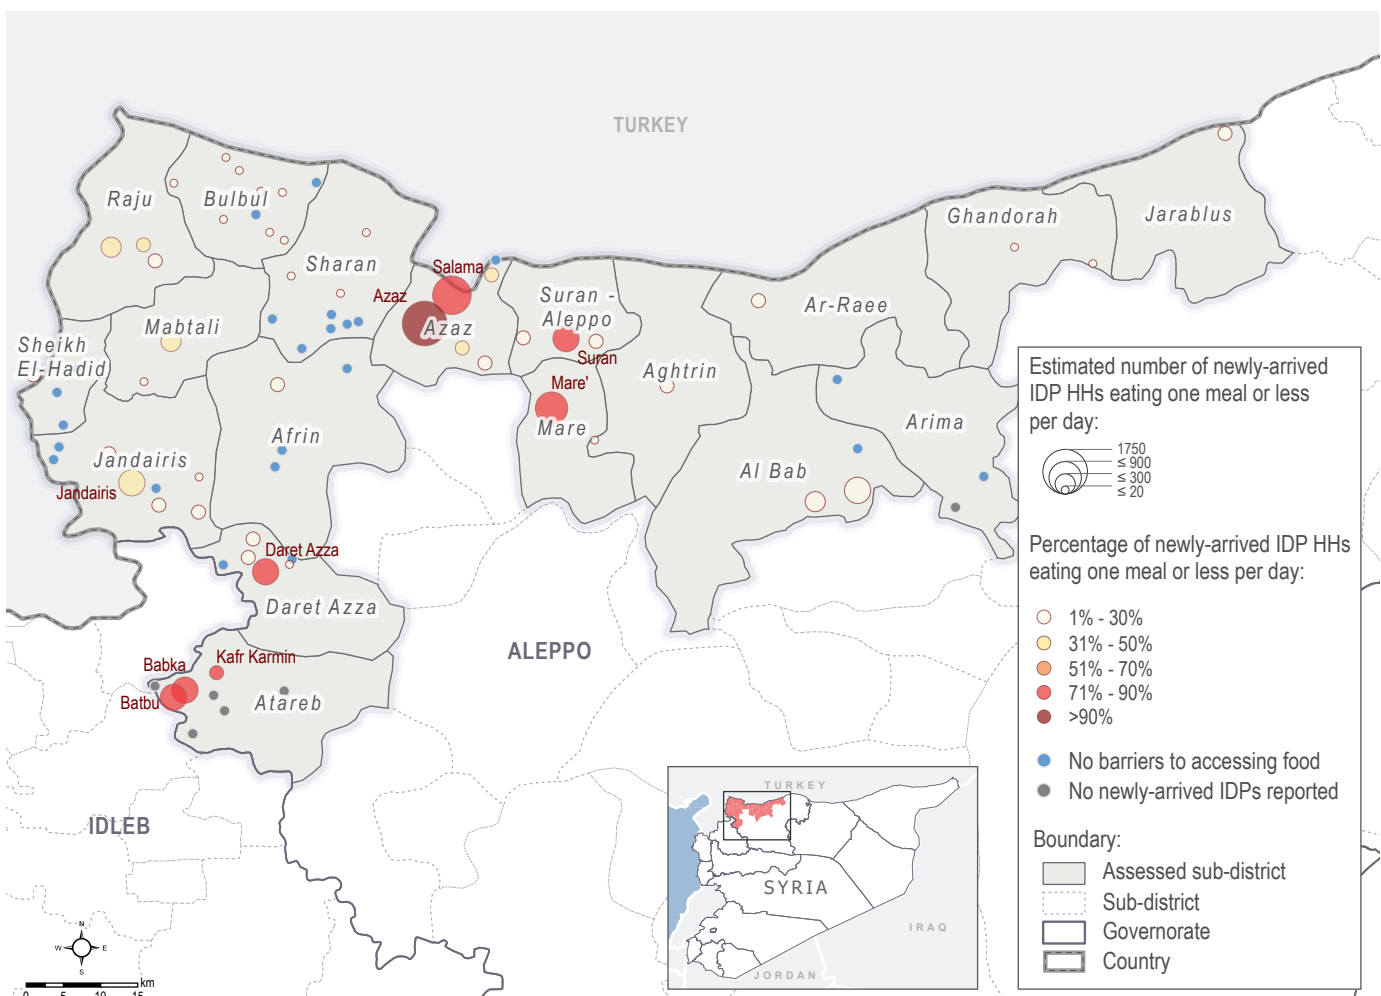 TURKEY
Raju
Bulbul
Sharan
Salama
Azaz
Azaz
Suran -
Aleppo
Suran
Ghandorah
Jarablus
Ar-Raee
Mabtali
Sheikh
El-Hadid
Aghtrin
Mare'
Mare
Arima
Afrin
Jandairis
Jandairis
Al Bab
Daret Azza
Daret Azza
ALEPPO
Kafr Karmin
Babka
Batbu
Atareb
IDLEB
N
W
E
S
km
0 5 10 15
TURKEY
SYRIA
IRAQ
JORDAN
Estimated number of newly-arrived
IDP HHs eating one meal or less
per day:
1750
≤ 900
≤ 300
≤ 20
Percentage of newly-arrived IDP HHs
eating one meal or less per day:
1% - 30%
31% - 50%
51% - 70%
71% - 90%
>90%
No barriers to accessing food
No newly-arrived IDPs reported
Boundary:
Assessed sub-district
Sub-district
Governorate
Country